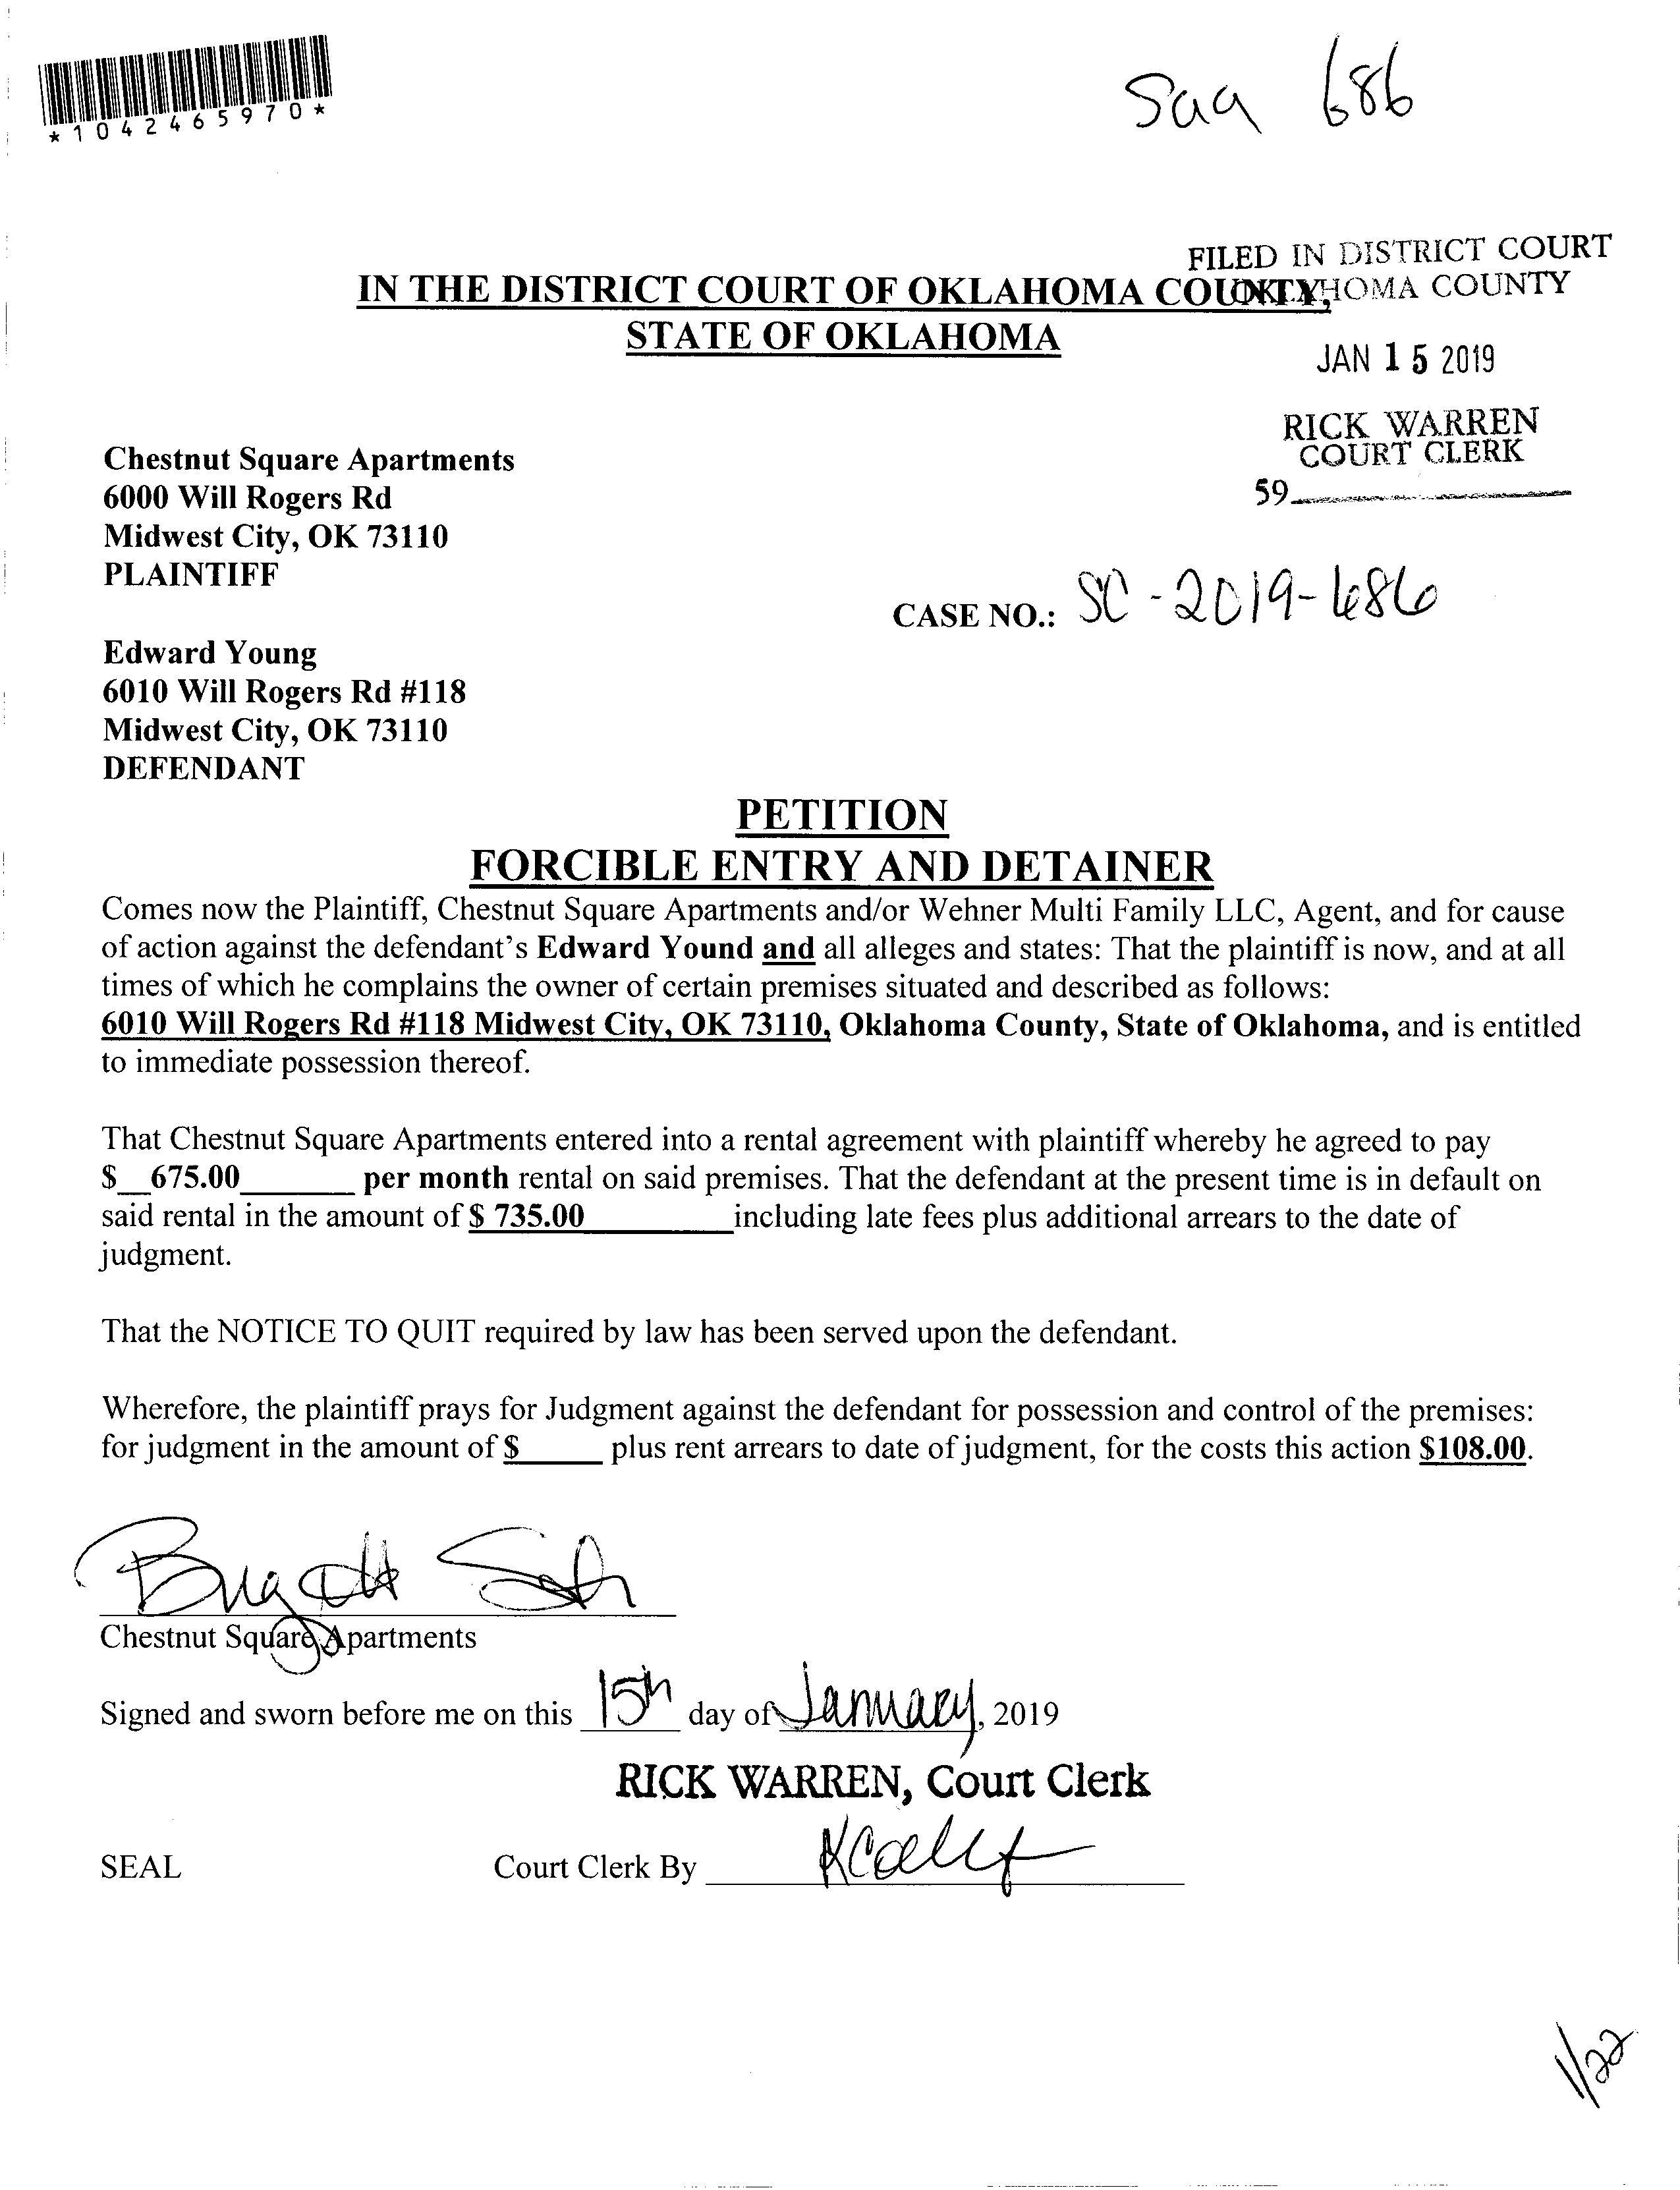 *1042465970*
Saa 686
FILED IN DISTRICT COURT
OKLAHOMA COUNTY
IN THE DISTRICT COURT OF OKLAHOMA COUNTY,
STATE OF OKLAHOMA
JAN 15 2019
RICK WARREN
COURT CLERK
59
Chestnut Square Apartments
6000 Will Rogers Rd
Midwest City, OK 73110
PLAINTIFF
CASE NO.: SC-2019-686
Edward Young
6010 Will Rogers Rd #118
Midwest City, OK 73110
DEFENDANT
PETITION
FORCIBLE ENTRY AND DETAINER
Comes now the Plaintiff, Chestnut Square Apartments and/or Wehner Multi Family LLC, Agent, and for cause
of action against the defendant's Edward Yound and all alleges and states: That the plaintiff is now, and at all
times of which he complains the owner of certain premises situated and described as follows:
6010 Will Rogers Rd #118 Midwest City, OK 73110, Oklahoma County, State of Oklahoma, and is entitled
to immediate possession thereof.
That Chestnut Square Apartments entered into a rental agreement with plaintiff whereby he agreed to pay
$__675.00_______ per month rental on said premises. That the defendant at the present time is in default on
said rental in the amount of $ 735.00 including late fees plus additional arrears to the date of
judgment.
That the NOTICE TO QUIT required by law has been served upon the defendant.
Wherefore, the plaintiff prays for Judgment against the defendant for possession and control of the premises:
for judgment in the amount of $_____ plus rent arrears to date of judgment, for the costs this action $108.00.
Chestnut Square Apartments
Signed and sworn before me on this 15th day of January, 2019
RICK WARREN, Court Clerk
SEAL
Court Clerk By
1/22